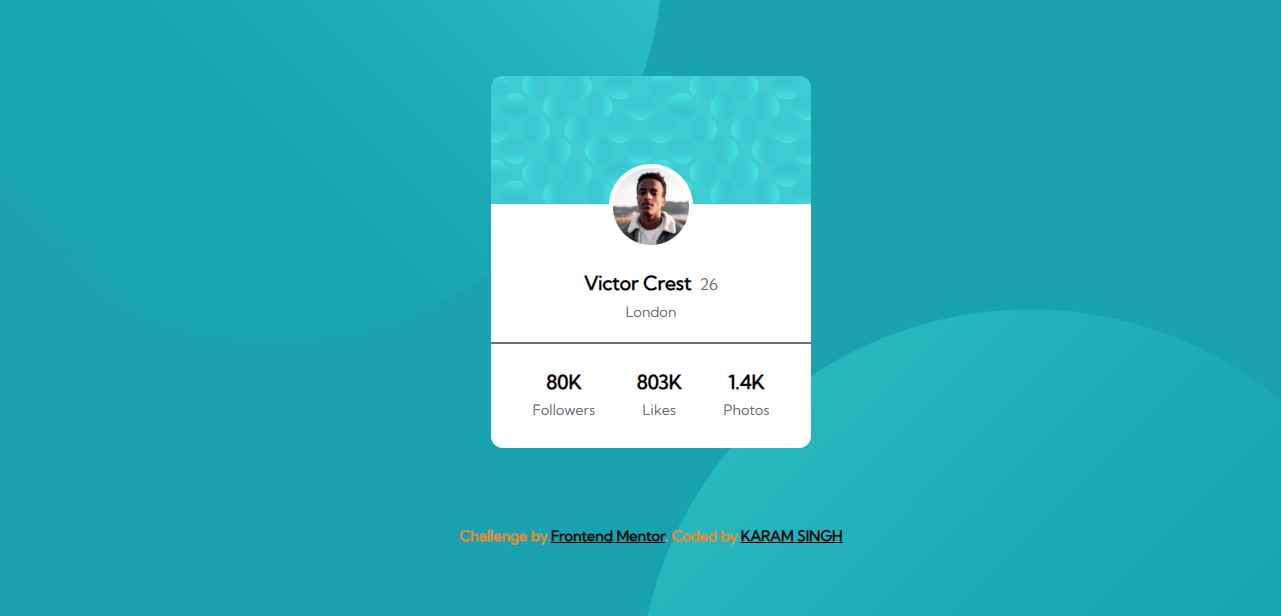 Victor Crest 26
London
80K 803K 1.4K
Followers Likes Photos
Challenge by Frontend Mentor. Coded by KARAM SINGH